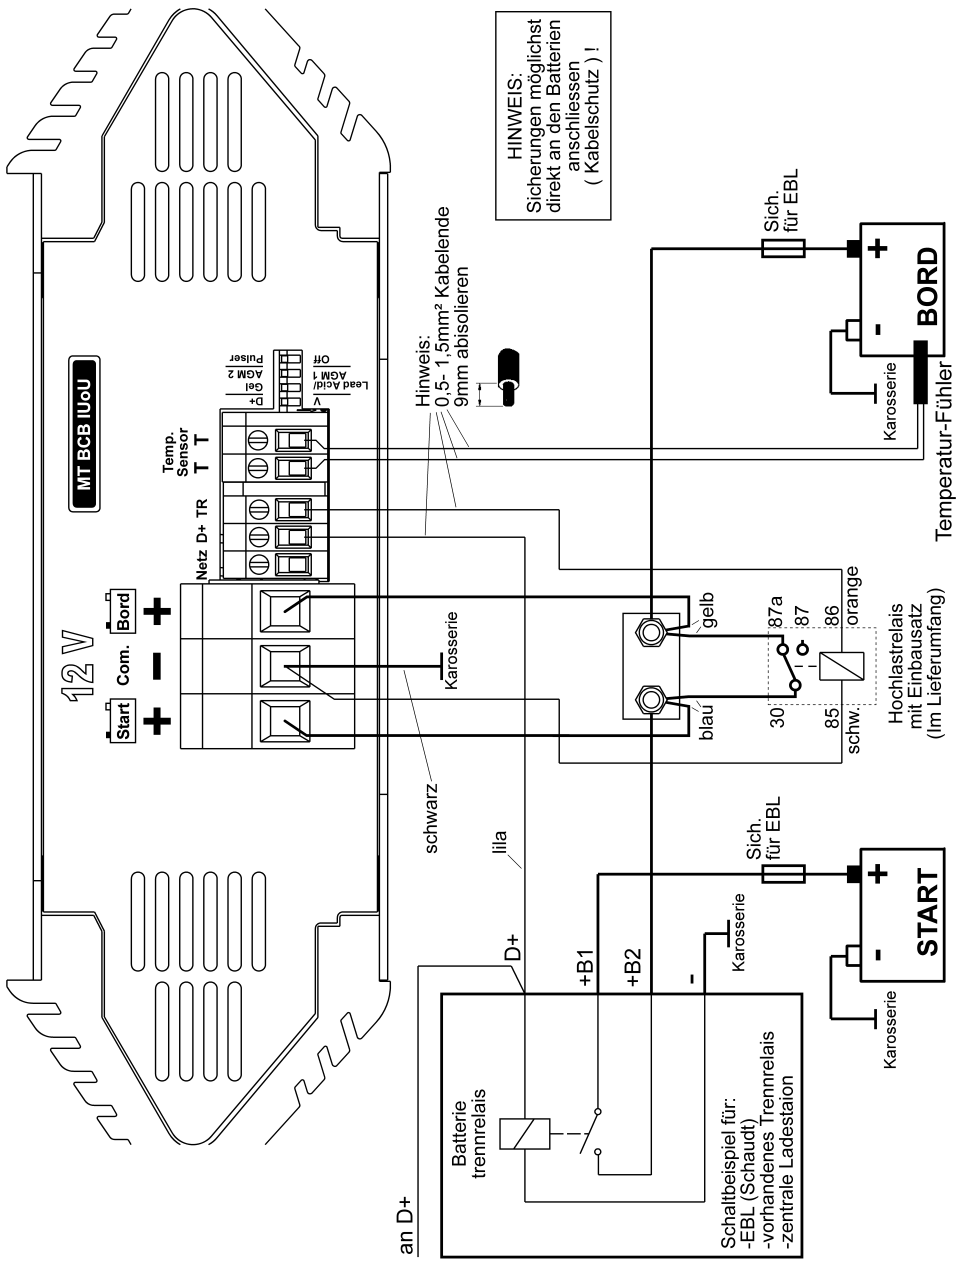 MT BCB IUoU
12 V
Start
Com.
Bord
+
-
+
Netz
D+
TR
Temp.
Sensor
T
T
D+
Gel
AGM 2
Pulser
V
Lead Acid/
AGM 1
Off
HINWEIS:
Sicherungen möglichst
direkt an den Batterien
anschliessen
( Kabelschutz ) !
Hinweis:
0,5- 1,5mm² Kabelende
9mm abisolieren
schwarz
Karosserie
lila
an D+
D+
+B1
+B2
-
Karosserie
Batterie
trennrelais
Schaltbeispiel für:
-EBL (Schaudt)
-vorhandenes Trennrelais
-zentrale Ladestaion
blau
gelb
30
87a
87
85
schw.
86
orange
Hochlastrelais
mit Einbausatz
(Im Lieferumfang)
Sich.
für EBL
Karosserie
-
+
START
Sich.
für EBL
Karosserie
-
+
BORD
Temperatur-Fühler